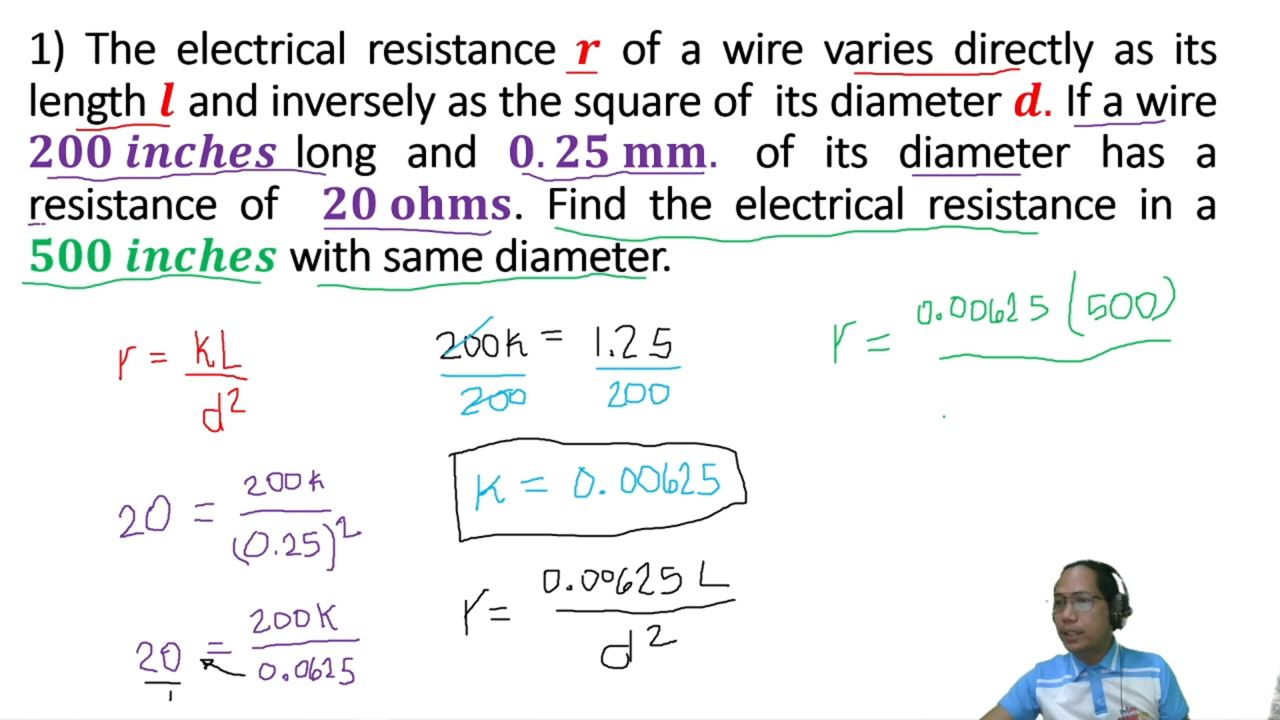 1) The electrical resistance r of a wire varies directly as its
length l and inversely as the square of its diameter d. If a wire
200 inches long and 0.25 mm. of its diameter has a
resistance of 20 ohms. Find the electrical resistance in a
500 inches with same diameter.
r = kL / d²
20 = 200k / (0.25)²
20 / 1 = 200k / 0.0625
200k / 200 = 1.25 / 200
k = 0.00625
r = 0.00625 L / d²
r = 0.00625 (500)